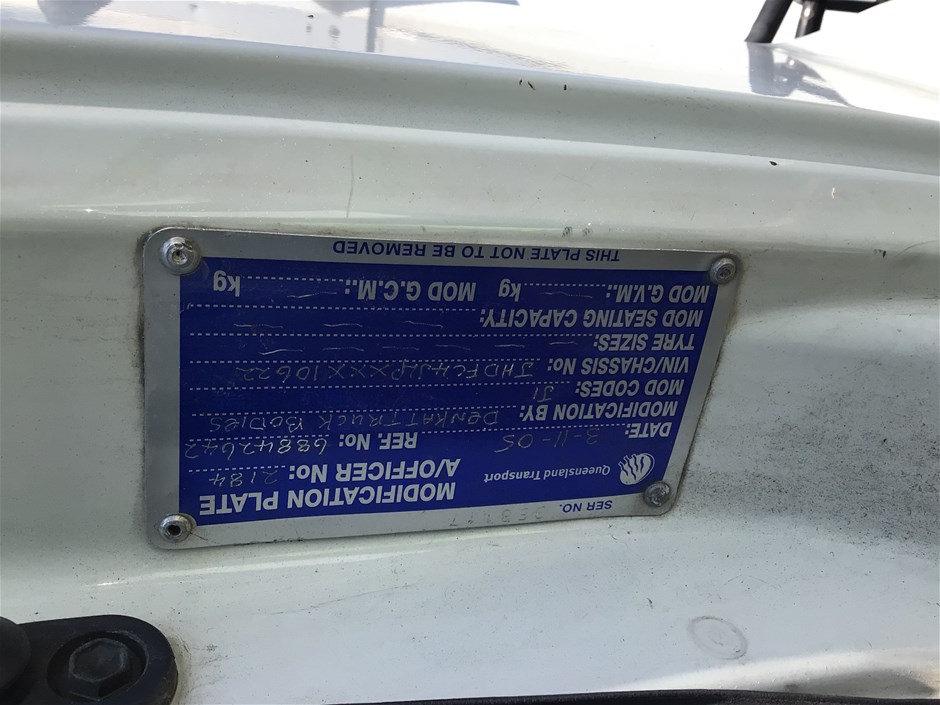 SER NO.
Queensland Transport
MODIFICATION PLATE
A/OFFICER No: 2184
DATE: 3-11-05 REF. No: 68842642
MODIFICATION BY: DENKAT TRUCK BODIES
MOD CODES: J1
VIN/CHASSIS No:
TYRE SIZES: — — — — —
MOD SEATING CAPACITY: — — — —
MOD G.V.M.: — kg MOD G.C.M.: — kg
THIS PLATE NOT TO BE REMOVED